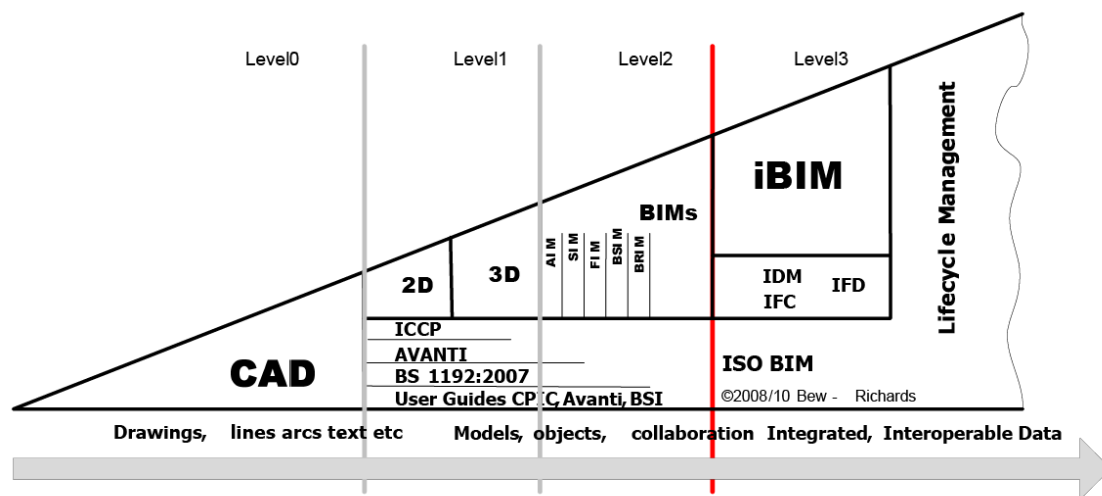 Level0
Level1
Level2
Level3
Lifecycle Management
iBIM
BIMs
AIM
SIM
FIM
BSIM
BRIM
2D
3D
IDM
IFD
IFC
ICCP
AVANTI
CAD
ISO BIM
BS 1192:2007
User Guides CPIC, Avanti, BSI
©2008/10 Bew - Richards
Drawings, lines arcs text etc Models, objects, collaboration Integrated, Interoperable Data